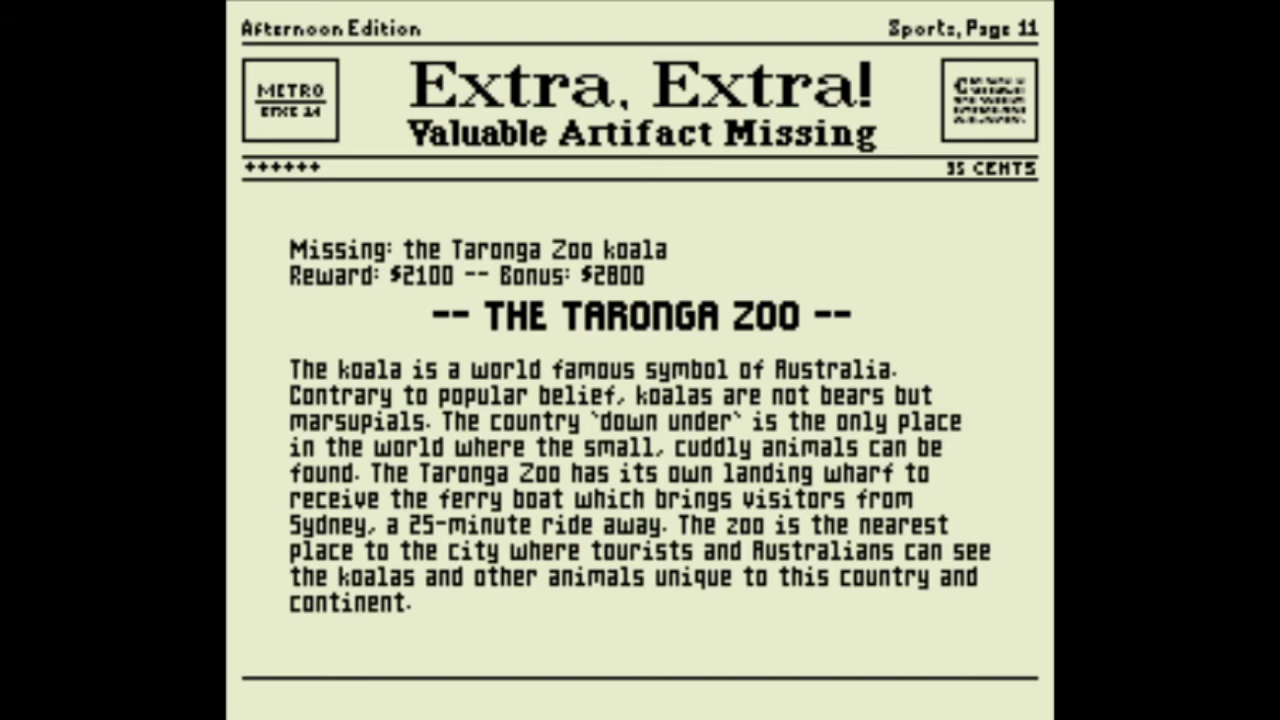 Afternoon Edition
Sports, Page 11
METRO
Extra, Extra!
Valuable Artifact Missing
++++++
35 CENTS
Missing: the Taronga Zoo koala
Reward: $2100 -- Bonus: $2800
-- THE TARONGA ZOO --
The koala is a world famous symbol of Australia.
Contrary to popular belief, koalas are not bears but
marsupials. The country `down under` is the only place
in the world where the small, cuddly animals can be
found. The Taronga Zoo has its own landing wharf to
receive the ferry boat which brings visitors from
Sydney, a 25-minute ride away. The zoo is the nearest
place to the city where tourists and Australians can see
the koalas and other animals unique to this country and
continent.